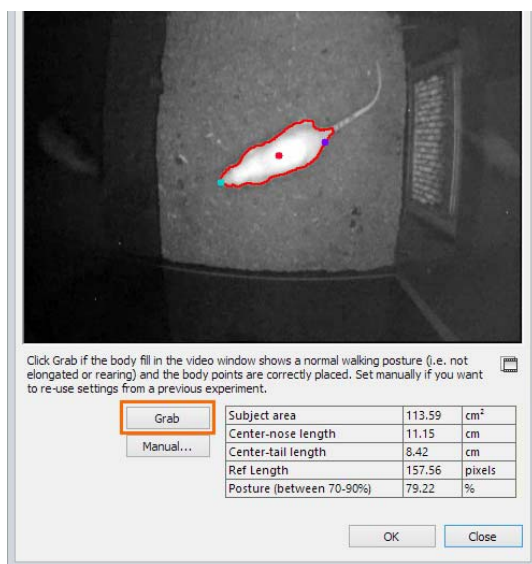 Click Grab if the body fill in the video window shows a normal walking posture (i.e. not
elongated or rearing) and the body points are correctly placed. Set manually if you want
to re-use settings from a previous experiment.
Grab
Manual...
Subject area 113.59 cm²
Center-nose length 11.15 cm
Center-tail length 8.42 cm
Ref Length 157.56 pixels
Posture (between 70-90%) 79.22 %
OK Close